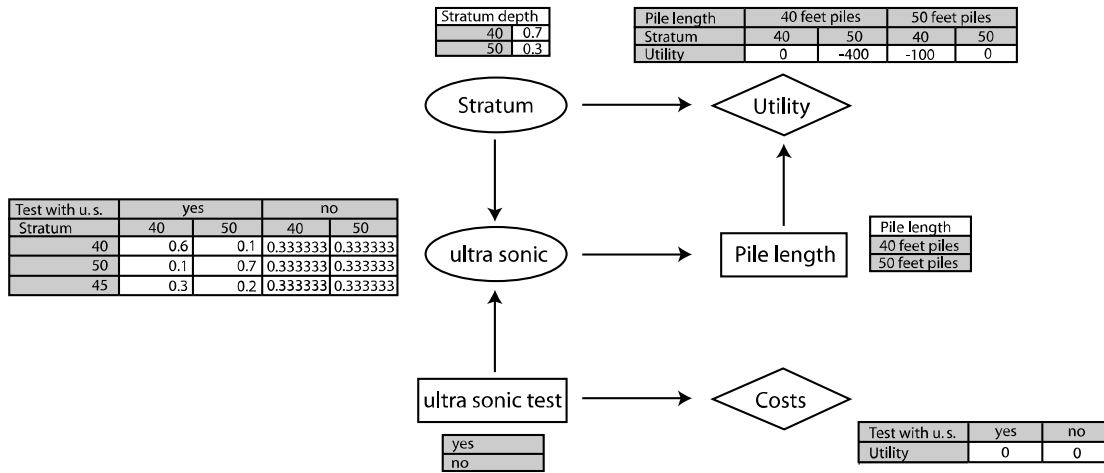 Stratum depth
40 0.7
50 0.3
Pile length 40 feet piles 50 feet piles
Stratum 40 50 40 50
Utility 0 -400 -100 0
Stratum
Utility
Test with u. s. yes no
Stratum 40 50 40 50
40 0.6 0.1 0.333333 0.333333
50 0.1 0.7 0.333333 0.333333
45 0.3 0.2 0.333333 0.333333
ultra sonic
Pile length
Pile length
40 feet piles
50 feet piles
ultra sonic test
Costs
yes
no
Test with u. s. yes no
Utility 0 0